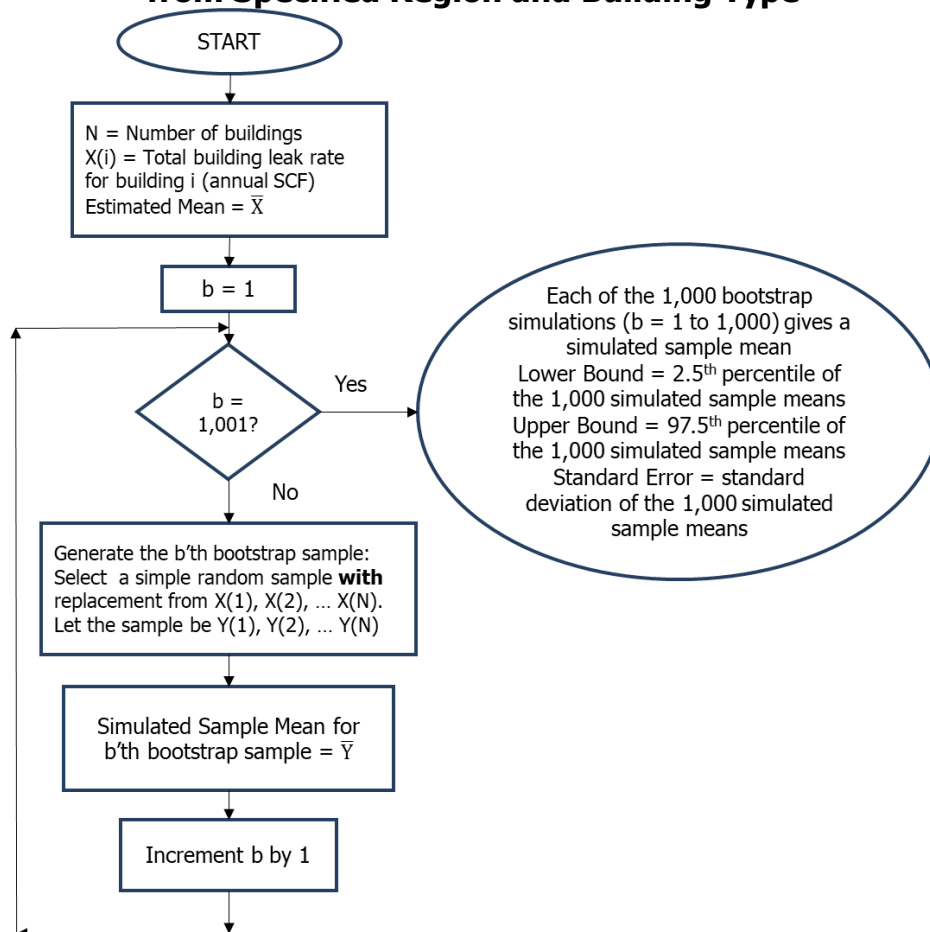 from Specified Region and Building Type
START
N = Number of buildings
X(i) = Total building leak rate
for building i (annual SCF)
Estimated Mean = X̅
b = 1
b =
1,001?
Yes
No
Each of the 1,000 bootstrap
simulations (b = 1 to 1,000) gives a
simulated sample mean
Lower Bound = 2.5th percentile of
the 1,000 simulated sample means
Upper Bound = 97.5th percentile of
the 1,000 simulated sample means
Standard Error = standard
deviation of the 1,000 simulated
sample means
Generate the b’th bootstrap sample:
Select a simple random sample with
replacement from X(1), X(2), … X(N).
Let the sample be Y(1), Y(2), … Y(N)
Simulated Sample Mean for
b’th bootstrap sample = Y̅
Increment b by 1